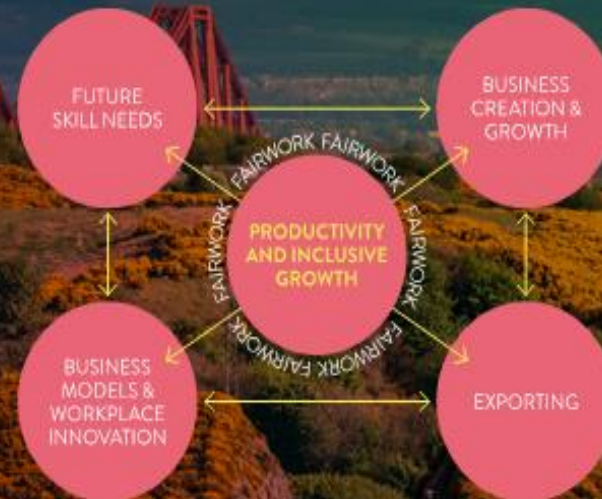 FUTURE
SKILL NEEDS
BUSINESS
CREATION &
GROWTH
FAIRWORK FAIRWORK FAIRWORK FAIRWORK FAIRWORK FAIRWORK
PRODUCTIVITY
AND INCLUSIVE
GROWTH
BUSINESS
MODELS &
WORKPLACE
INNOVATION
EXPORTING